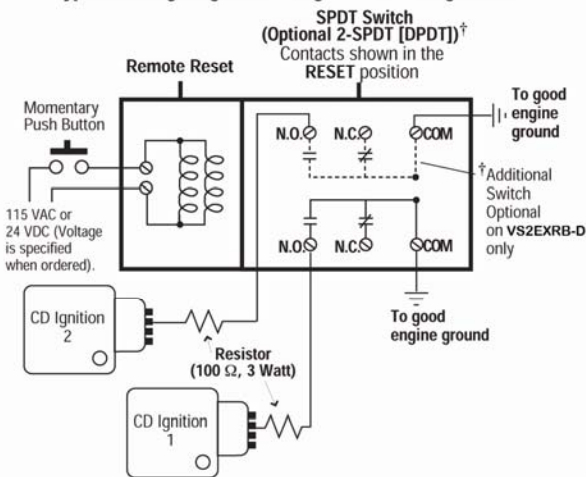 SPDT Switch
(Optional 2-SPDT [DPDT])†
Contacts shown in the
RESET position
Remote Reset
Momentary
Push Button
115 VAC or
24 VDC (Voltage
is specified
when ordered).
N.O.
N.C.
COM
To good
engine
ground
†Additional
Switch
Optional
on VS2EXRB-D
only
N.O.
N.C.
COM
To good
engine ground
CD Ignition
2
Resistor
(100 Ω, 3 Watt)
CD Ignition
1